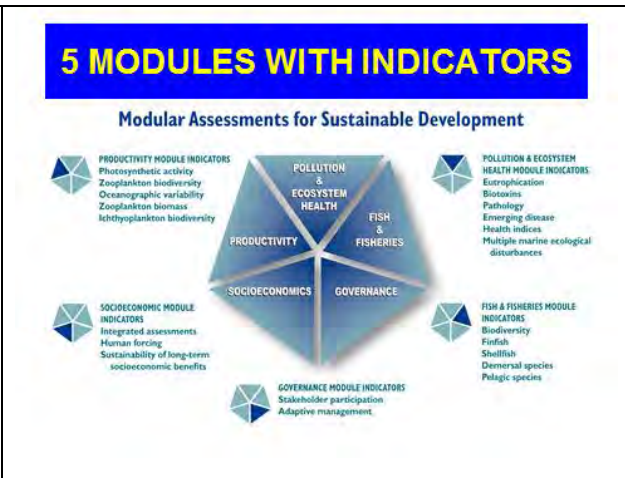 5 MODULES WITH INDICATORS
Modular Assessments for Sustainable Development
PRODUCTIVITY MODULE INDICATORS
Photosynthetic activity
Zooplankton biodiversity
Oceanographic variability
Zooplankton biomass
Ichthyoplankton biodiversity
POLLUTION
&
ECOSYSTEM
HEALTH
POLLUTION & ECOSYSTEM
HEALTH MODULE INDICATORS
Eutrophication
Biotoxins
Pathology
Emerging disease
Health indices
Multiple marine ecological
disturbances
FISH
&
FISHERIES
PRODUCTIVITY
SOCIOECONOMICS
GOVERNANCE
SOCIOECONOMIC MODULE
INDICATORS
Integrated assessments
Human forcing
Sustainability of long-term
socioeconomic benefits
FISH & FISHERIES MODULE
INDICATORS
Biodiversity
Finfish
Shellfish
Demersal species
Pelagic species
GOVERNANCE MODULE INDICATORS
Stakeholder participation
Adaptive management